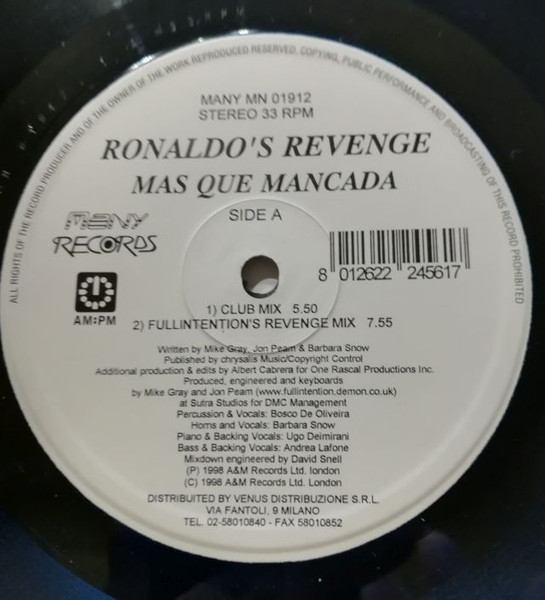 ALL RIGHTS OF THE RECORD PRODUCER AND OF THE OWNER OF THE WORK REPRODUCED RESERVED. COPYING, PUBLIC PERFORMANCE AND BROADCASTING OF THIS RECORD PROHIBITED
MANY MN 01912
STEREO 33 RPM
RONALDO'S REVENGE
MAS QUE MANCADA
SIDE A
MANY
RECORDS
8 012622 245617
AM:PM
1) CLUB MIX 5.50
2) FULLINTENTION'S REVENGE MIX 7.55
Written by Mike Gray, Jon Pearn & Barbara Snow
Published by chrysalis Music/Copyright Control
Additional production & edits by Albert Cabrera for One Rascal Productions Inc.
Produced, engineered and keyboards
by Mike Gray and Jon Pearn (www.fullintention.demon.co.uk)
at Sutra Studios for DMC Management
Percussion & Vocals: Bosco De Oliveira
Horns and Vocals: Barbara Snow
Piano & Backing Vocals: Ugo Deimirani
Bass & Backing Vocals: Andrea Lafone
Mixdown engineered by David Snell
(P) 1998 A&M Records Ltd. london
(C) 1998 A&M Records Ltd. London
DISTRIBUITED BY VENUS DISTRIBUZIONE S.R.L.
VIA FANTOLI, 9 MILANO
TEL. 02-58010840 - FAX 58010852